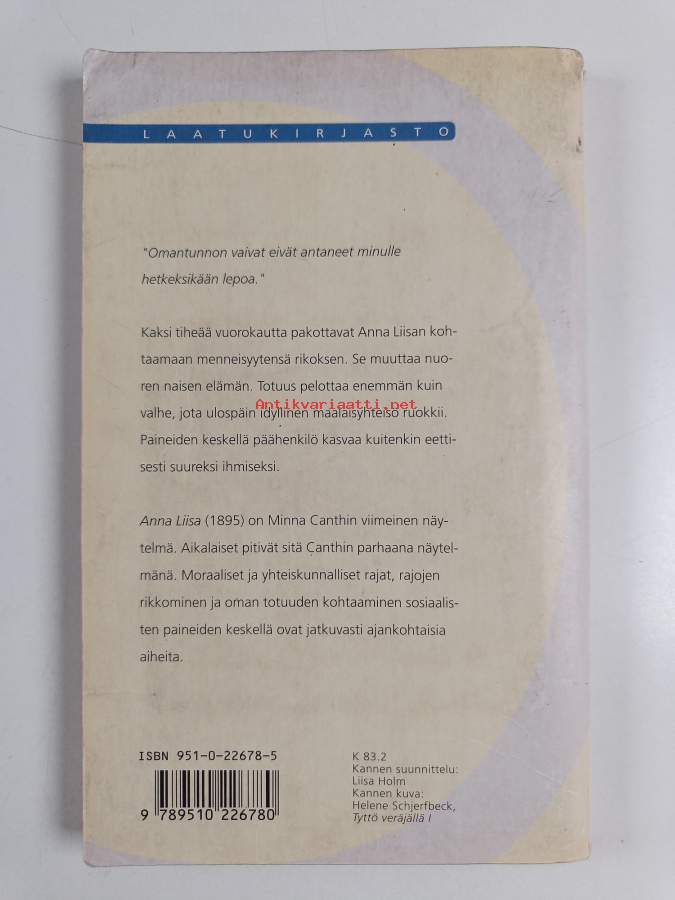 LAATUKIRJASTO
"Omantunnon vaivat eivät antaneet minulle
hetkeksikään lepoa."
Kaksi tiheää vuorokautta pakottavat Anna Liisan koh-
taamaan menneisyytensä rikoksen. Se muuttaa nuo-
ren naisen elämän. Totuus pelottaa enemmän kuin
Antikvariaatti.net
valhe, jota ulospäin idyllinen maalaisyhteisö ruokkii.
Paineiden keskellä päähenkilö kasvaa kuitenkin eetti-
sesti suureksi ihmiseksi.
Anna Liisa (1895) on Minna Canthin viimeinen näy-
telmä. Aikalaiset pitivät sitä Canthin parhaana näytel-
mänä. Moraaliset ja yhteiskunnalliset rajat, rajojen
rikkominen ja oman totuuden kohtaaminen sosiaalis-
ten paineiden keskellä ovat jatkuvasti ajankohtaisia
aiheita.
ISBN 951-0-22678-5
9 789510 226780
K 83.2
Kannen suunnittelu:
Liisa Holm
Kannen kuva:
Helene Schjerfbeck,
Tyttö veräjällä I